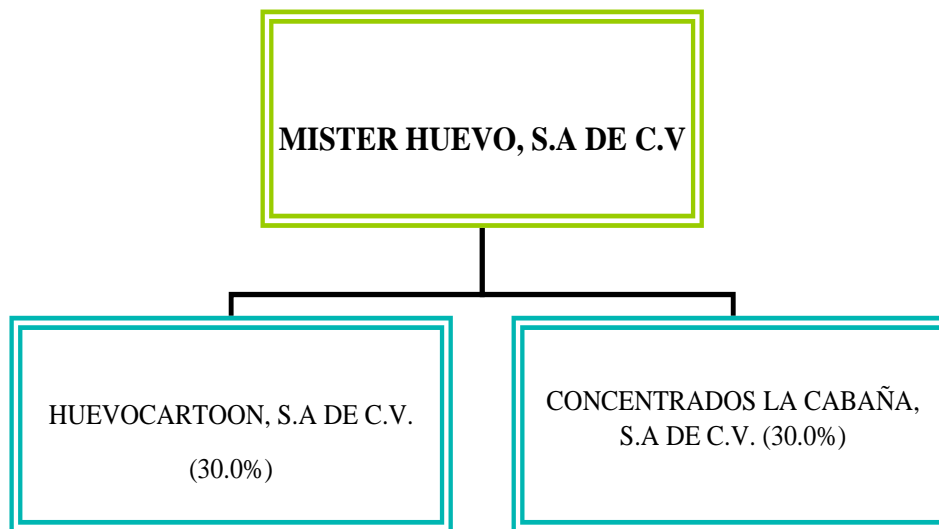 MISTER HUEVO, S.A DE C.V
HUEVOCARTOON, S.A DE C.V.
(30.0%)
CONCENTRADOS LA CABAÑA,
S.A DE C.V. (30.0%)